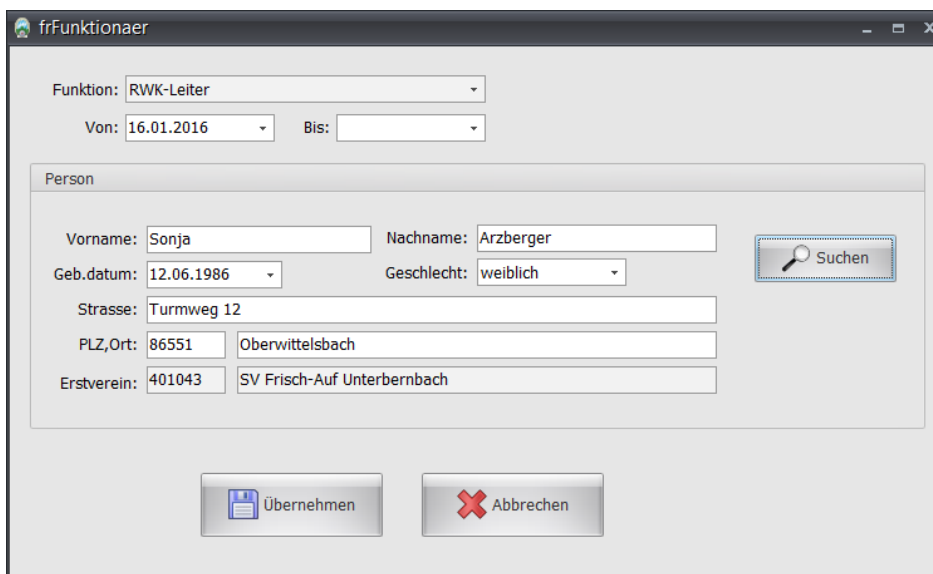 frFunktionaer
Funktion: RWK-Leiter
Von: 16.01.2016 Bis:
Person
Vorname: Sonja Nachname: Arzberger
Suchen
Geb.datum: 12.06.1986 Geschlecht: weiblich
Strasse: Turmweg 12
PLZ,Ort: 86551 Oberwittelsbach
Erstverein: 401043 SV Frisch-Auf Unterbernbach
Übernehmen Abbrechen